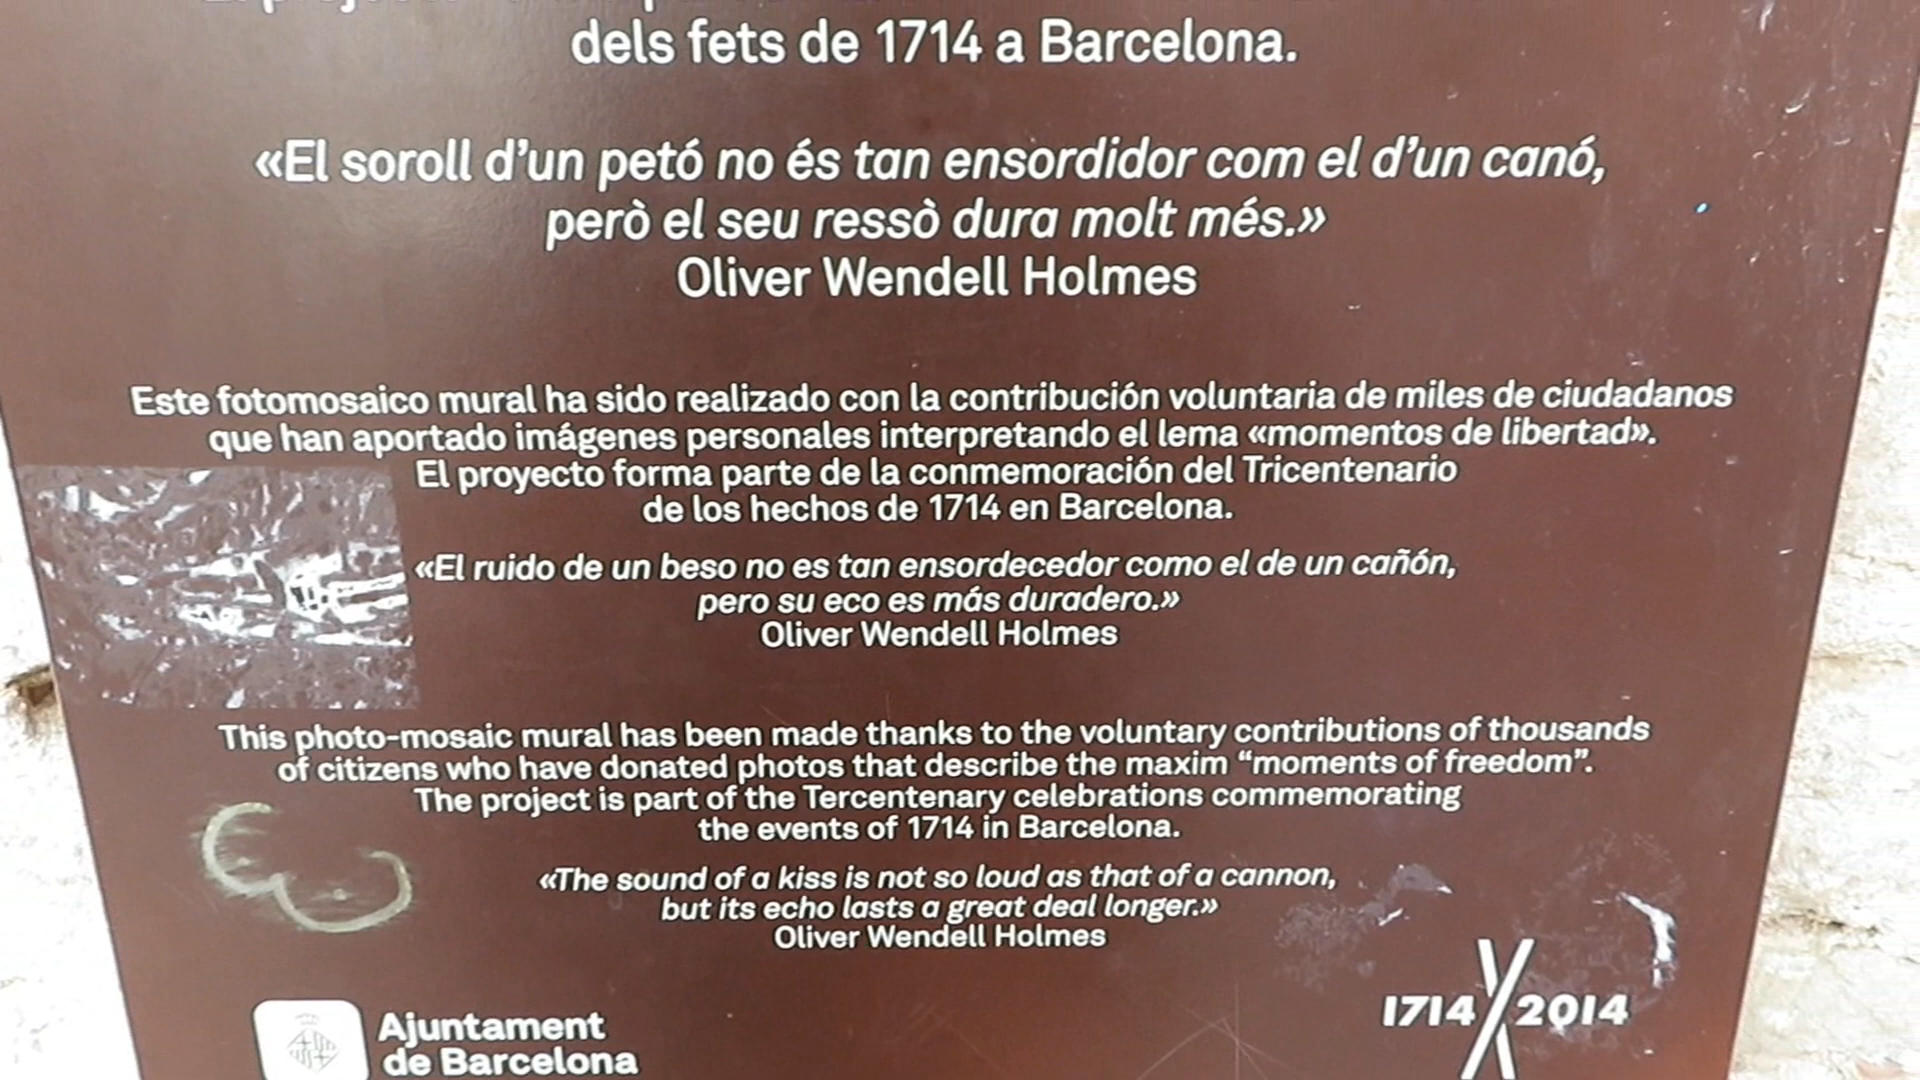 dels fets de 1714 a Barcelona.
«El soroll d'un petó no és tan ensordidor com el d'un canó,
però el seu ressò dura molt més.»
Oliver Wendell Holmes
Este fotomosaico mural ha sido realizado con la contribución voluntaria de miles de ciudadanos
que han aportado imágenes personales interpretando el lema «momentos de libertad».
El proyecto forma parte de la conmemoración del Tricentenario
de los hechos de 1714 en Barcelona.
«El ruido de un beso no es tan ensordecedor como el de un cañón,
pero su eco es más duradero.»
Oliver Wendell Holmes
This photo-mosaic mural has been made thanks to the voluntary contributions of thousands
of citizens who have donated photos that describe the maxim “moments of freedom”.
The project is part of the Tercentenary celebrations commemorating
the events of 1714 in Barcelona.
«The sound of a kiss is not so loud as that of a cannon,
but its echo lasts a great deal longer.»
Oliver Wendell Holmes
Ajuntament
de Barcelona
1714 2014